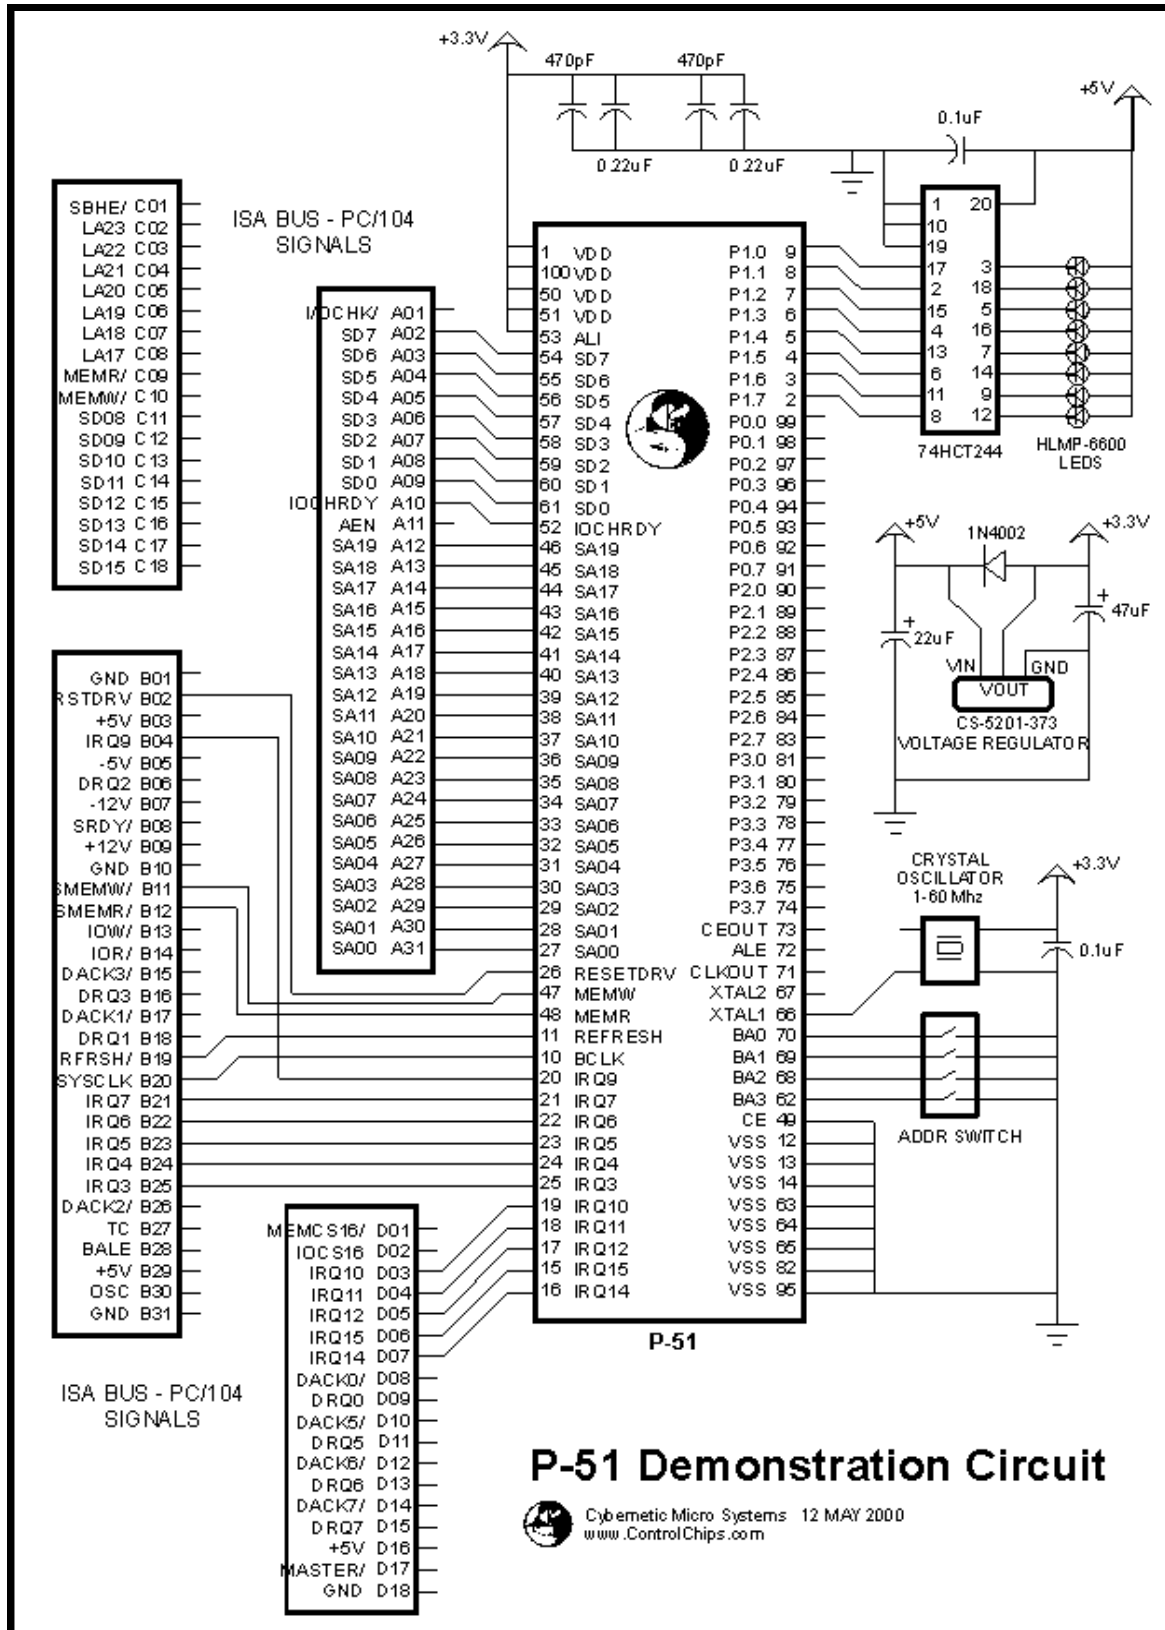 +3.3V
470pF 470pF
+5V
0.1uF
0.22uF 0.22uF
SBHE/ C01
LA23 C02
LA22 C03
LA21 C04
LA20 C05
LA19 C06
LA18 C07
LA17 C08
MEMR/ C09
MEMW/ C10
SD08 C11
SD09 C12
SD10 C13
SD11 C14
SD12 C15
SD13 C16
SD14 C17
SD15 C18
ISA BUS - PC/104
SIGNALS
I/OCHK/ A01
SD7 A02
SD6 A03
SD5 A04
SD4 A05
SD3 A06
SD2 A07
SD1 A08
SD0 A09
IOCHRDY A10
AEN A11
SA19 A12
SA18 A13
SA17 A14
SA16 A15
SA15 A16
SA14 A17
SA13 A18
SA12 A19
SA11 A20
SA10 A21
SA09 A22
SA08 A23
SA07 A24
SA06 A25
SA05 A26
SA04 A27
SA03 A28
SA02 A29
SA01 A30
SA00 A31
1 VDD P1.0 9
100 VDD P1.1 8
50 VDD P1.2 7
51 VDD P1.3 6
53 ALI P1.4 5
54 SD7 P1.5 4
55 SD6 P1.6 3
56 SD5 P1.7 2
57 SD4 P0.0 99
58 SD3 P0.1 98
59 SD2 P0.2 97
60 SD1 P0.3 96
61 SD0 P0.4 94
52 IOCHRDY P0.5 93
46 SA19 P0.6 92
45 SA18 P0.7 91
44 SA17 P2.0 90
43 SA16 P2.1 89
42 SA15 P2.2 88
41 SA14 P2.3 87
40 SA13 P2.4 86
39 SA12 P2.5 85
38 SA11 P2.6 84
37 SA10 P2.7 83
36 SA09 P3.0 81
35 SA08 P3.1 80
34 SA07 P3.2 79
33 SA06 P3.3 78
32 SA05 P3.4 77
31 SA04 P3.5 76
30 SA03 P3.6 75
29 SA02 P3.7 74
28 SA01 CEOUT 73
27 SA00 ALE 72
26 RESETDRV CLKOUT 71
47 MEMW XTAL2 67
48 MEMR XTAL1 66
11 REFRESH BA0 70
10 BCLK BA1 69
20 IRQ9 BA2 68
21 IRQ7 BA3 62
22 IRQ6 CE 49
23 IRQ5 VSS 12
24 IRQ4 VSS 13
25 IRQ3 VSS 14
19 IRQ10 VSS 63
18 IRQ11 VSS 64
17 IRQ12 VSS 65
15 IRQ15 VSS 82
16 IRQ14 VSS 95
P-51
1 20
10
19
17 3
2 18
15 5
4 16
13 7
6 14
11 9
8 12
74HCT244
HLMP-6600
LEDS
+5V
1N4002
+3.3V
+
22uF
+
47uF
VIN GND
VOUT
CS-5201-373
VOLTAGE REGULATOR
CRYSTAL
OSCILLATOR
1-60 Mhz
+3.3V
0.1uF
ADDR SWITCH
GND B01
RSTDRV B02
+5V B03
IRQ9 B04
-5V B05
DRQ2 B06
-12V B07
SRDY/ B08
+12V B09
GND B10
SMEMW/ B11
SMEMR/ B12
IOW/ B13
IOR/ B14
DACK3/ B15
DRQ3 B16
DACK1/ B17
DRQ1 B18
RFRSH/ B19
SYSCLK B20
IRQ7 B21
IRQ6 B22
IRQ5 B23
IRQ4 B24
IRQ3 B25
DACK2/ B26
TC B27
BALE B28
+5V B29
OSC B30
GND B31
ISA BUS - PC/104
SIGNALS
MEMCS16/ D01
IOCS16 D02
IRQ10 D03
IRQ11 D04
IRQ12 D05
IRQ15 D06
IRQ14 D07
DACK0/ D08
DRQ0 D09
DACK5/ D10
DRQ5 D11
DACK6/ D12
DRQ6 D13
DACK7/ D14
DRQ7 D15
+5V D16
MASTER/ D17
GND D18
P-51 Demonstration Circuit
Cybernetic Micro Systems 12 MAY 2000
www.ControlChips.com